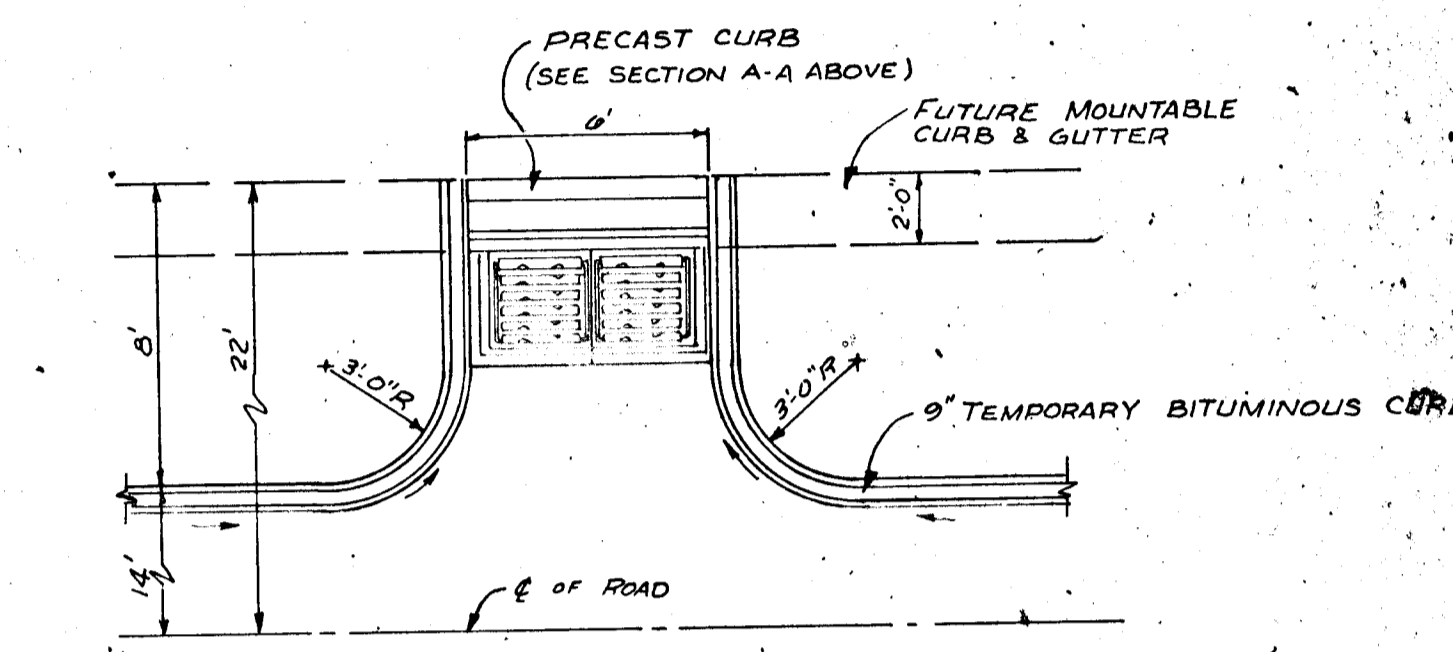 PRECAST CURB
(SEE SECTION A-A ABOVE)
6'
FUTURE MOUNTABLE
CURB & GUTTER
2'-0"
8'
22'
3'-0"R
3'-0"R
9" TEMPORARY BITUMINOUS
14'
℄ OF ROAD